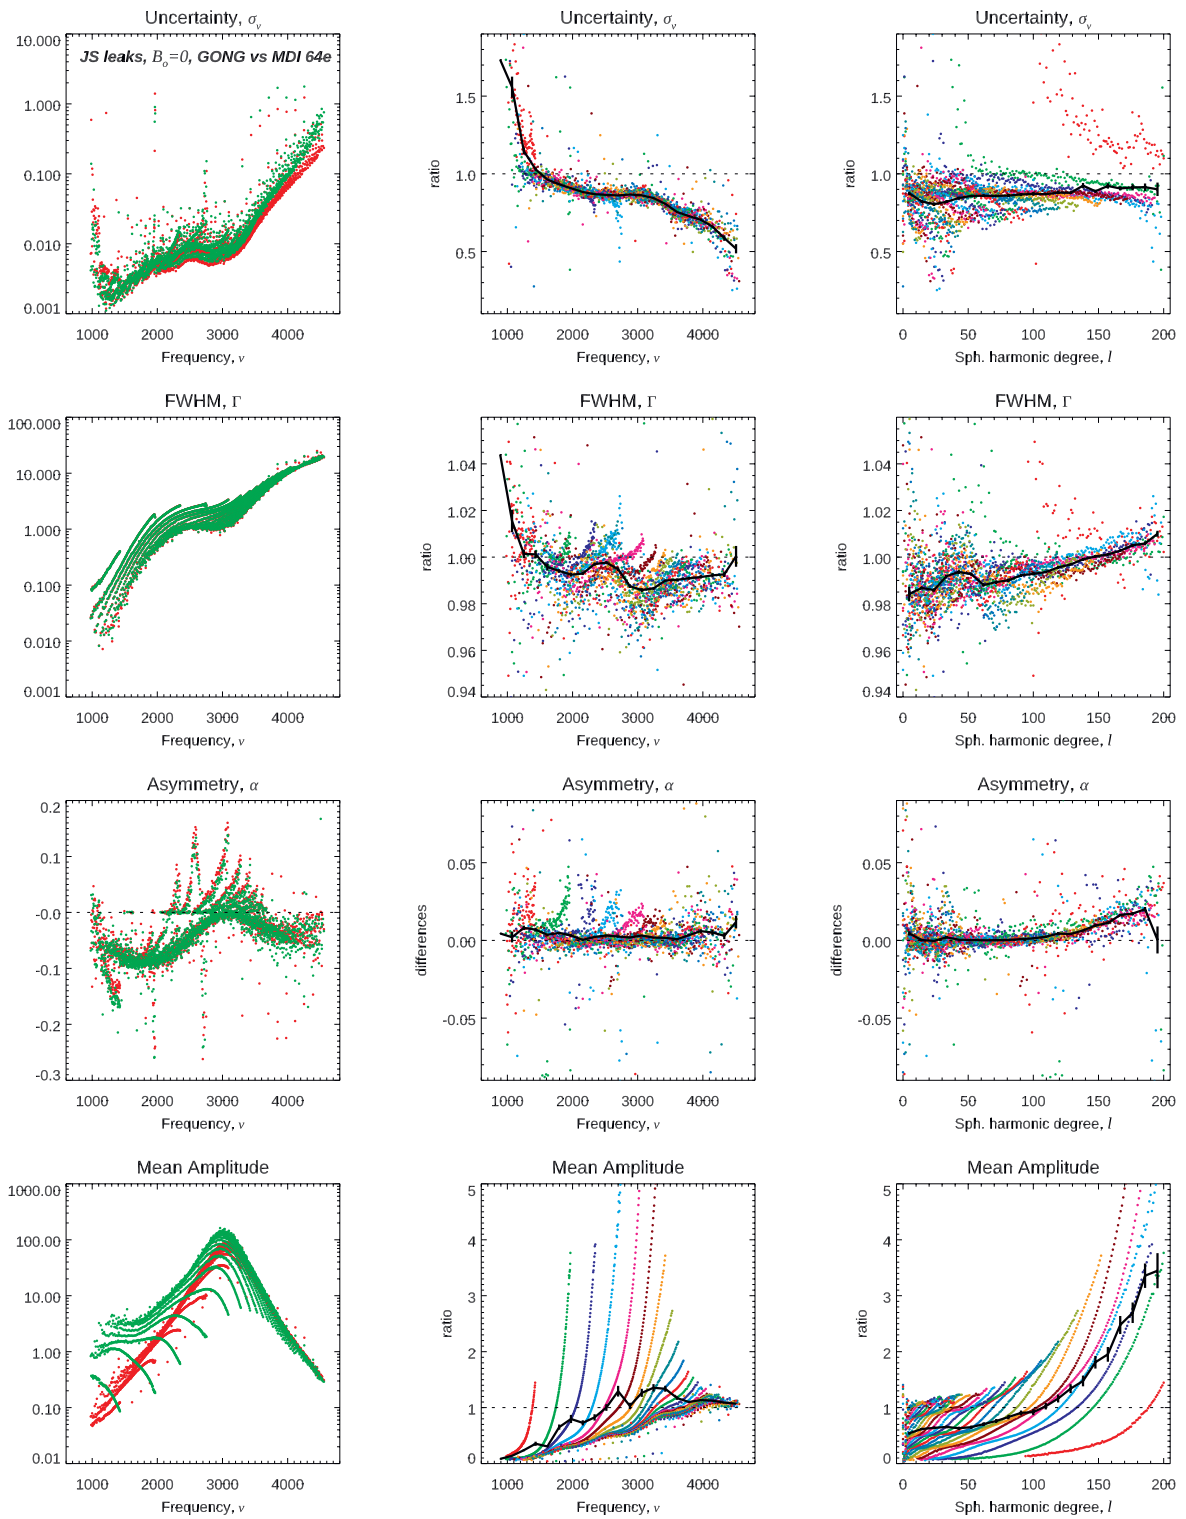 Uncertainty, σν
10.000
1.000
0.100
0.010
0.001
JS leaks, Bo=0, GONG vs MDI 64e
1000 2000 3000 4000
Frequency, ν
Uncertainty, σν
ratio
1.5
1.0
0.5
1000 2000 3000 4000
Frequency, ν
Uncertainty, σν
ratio
1.5
1.0
0.5
0 50 100 150 200
Sph. harmonic degree, l
FWHM, Γ
100.000
10.000
1.000
0.100
0.010
0.001
1000 2000 3000 4000
Frequency, ν
FWHM, Γ
ratio
1.04
1.02
1.00
0.98
0.96
0.94
1000 2000 3000 4000
Frequency, ν
FWHM, Γ
ratio
1.04
1.02
1.00
0.98
0.96
0.94
0 50 100 150 200
Sph. harmonic degree, l
Asymmetry, α
0.2
0.1
-0.0
-0.1
-0.2
-0.3
1000 2000 3000 4000
Frequency, ν
Asymmetry, α
differences
0.05
0.00
-0.05
1000 2000 3000 4000
Frequency, ν
Asymmetry, α
differences
0.05
0.00
-0.05
0 50 100 150 200
Sph. harmonic degree, l
Mean Amplitude
1000.00
100.00
10.00
1.00
0.10
0.01
1000 2000 3000 4000
Frequency, ν
Mean Amplitude
ratio
5
4
3
2
1
0
1000 2000 3000 4000
Frequency, ν
Mean Amplitude
ratio
5
4
3
2
1
0
0 50 100 150 200
Sph. harmonic degree, l